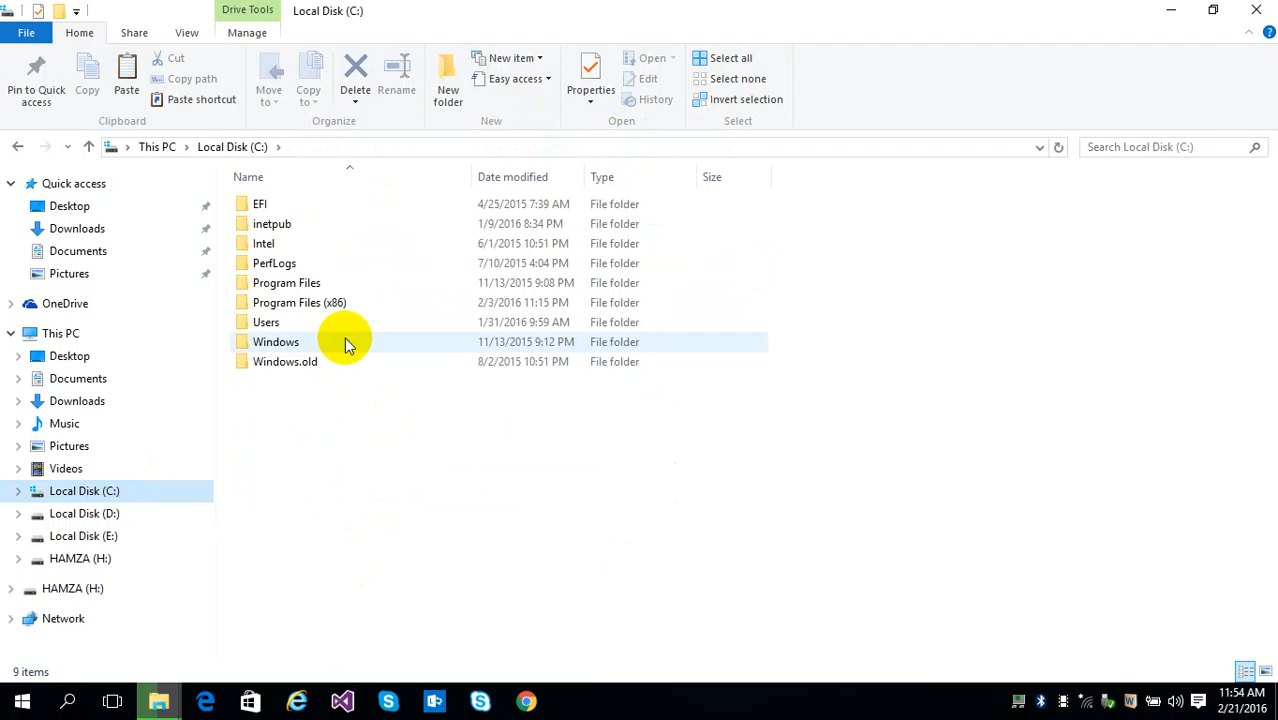 Drive Tools
Local Disk (C:)
File
Home
Share
View
Manage
Pin to Quick access
Copy
Paste
Cut
Copy path
Paste shortcut
Clipboard
Move to
Copy to
Delete
Rename
Organize
New folder
New item
Easy access
New
Properties
Open
Edit
History
Open
Select all
Select none
Invert selection
Select
This PC
Local Disk (C:)
Search Local Disk (C:)
Name
Date modified
Type
Size
EFI 4/25/2015 7:39 AM File folder
inetpub 1/9/2016 8:34 PM File folder
Intel 6/1/2015 10:51 PM File folder
PerfLogs 7/10/2015 4:04 PM File folder
Program Files 11/13/2015 9:08 PM File folder
Program Files (x86) 2/3/2016 11:15 PM File folder
Users 1/31/2016 9:59 AM File folder
Windows 11/13/2015 9:12 PM File folder
Windows.old 8/2/2015 10:51 PM File folder
Quick access
Desktop
Downloads
Documents
Pictures
OneDrive
This PC
Desktop
Documents
Downloads
Music
Pictures
Videos
Local Disk (C:)
Local Disk (D:)
Local Disk (E:)
HAMZA (H:)
HAMZA (H:)
Network
9 items
11:54 AM
2/21/2016